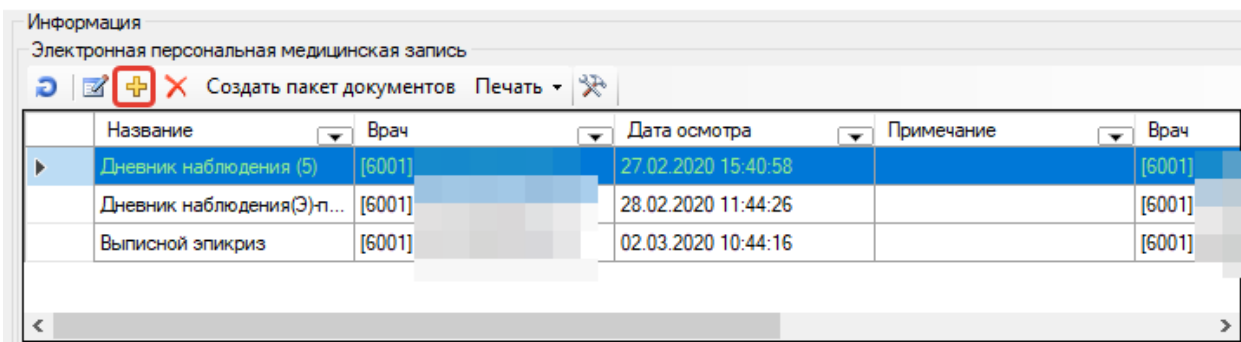 Информация
Электронная персональная медицинская запись
Создать пакет документов Печать
Название Врач Дата осмотра Примечание Врач
Дневник наблюдения (5) [6001] 27.02.2020 15:40:58 [6001]
Дневник наблюдения(Э)-п... [6001] 28.02.2020 11:44:26 [6001]
Выписной эпикриз [6001] 02.03.2020 10:44:16 [6001]